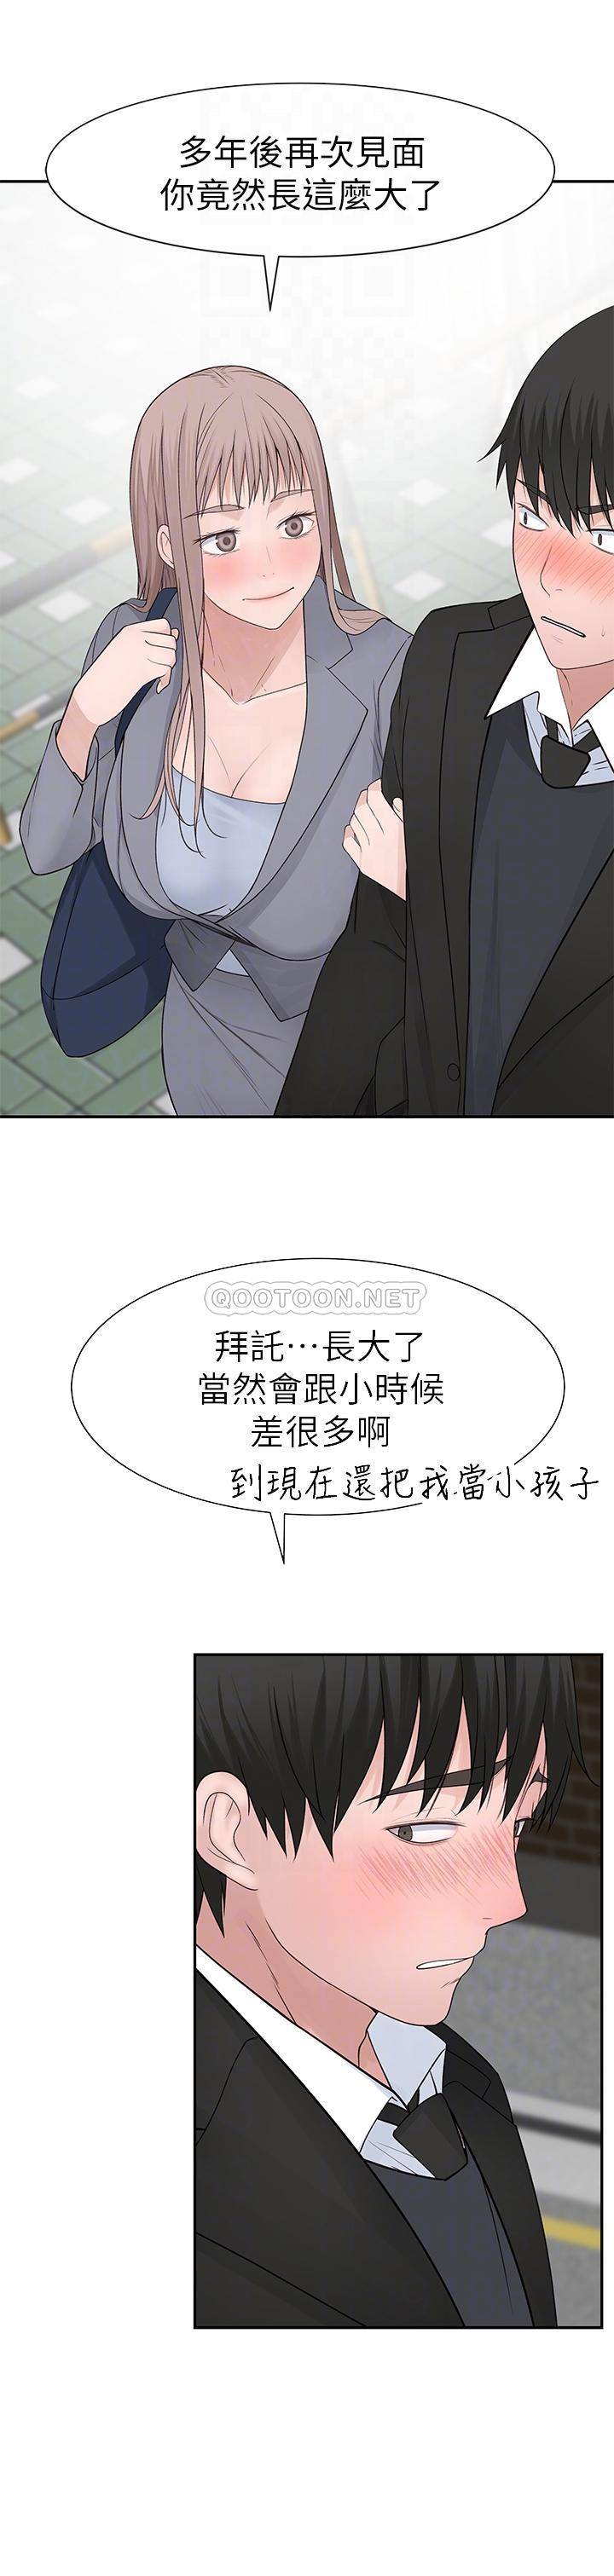 多年後再次見面
你竟然長這麼大了
QOOTOON.NET
拜託⋯長大了
當然會跟小時候
差很多啊
到現在還把我當小孩子